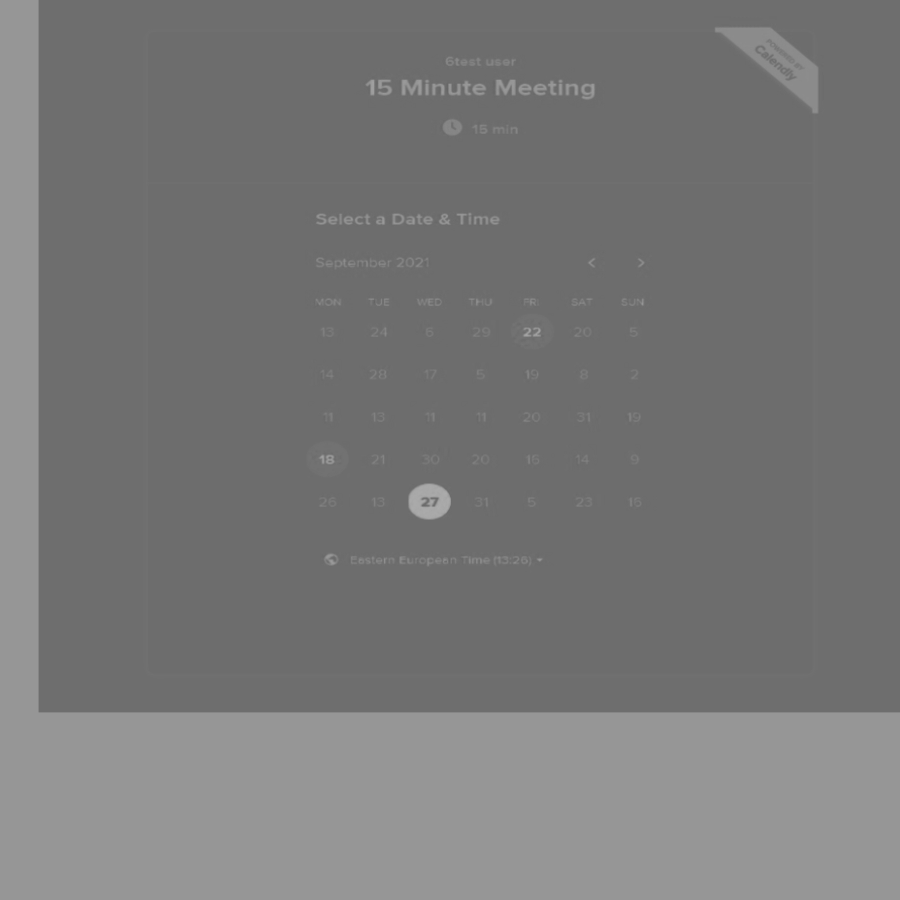 6test user
POWERED BY
Calendly
15 Minute Meeting
15 min
Select a Date & Time
September 2021
< >
MON TUE WED THU FRI SAT SUN
13 24 5 29 22 20 5
14 28 17 5 19 8 2
11 13 11 11 20 31 19
18 21 30 20 16 14 9
26 13 27 31 5 23 16
Eastern European Time (13:26)